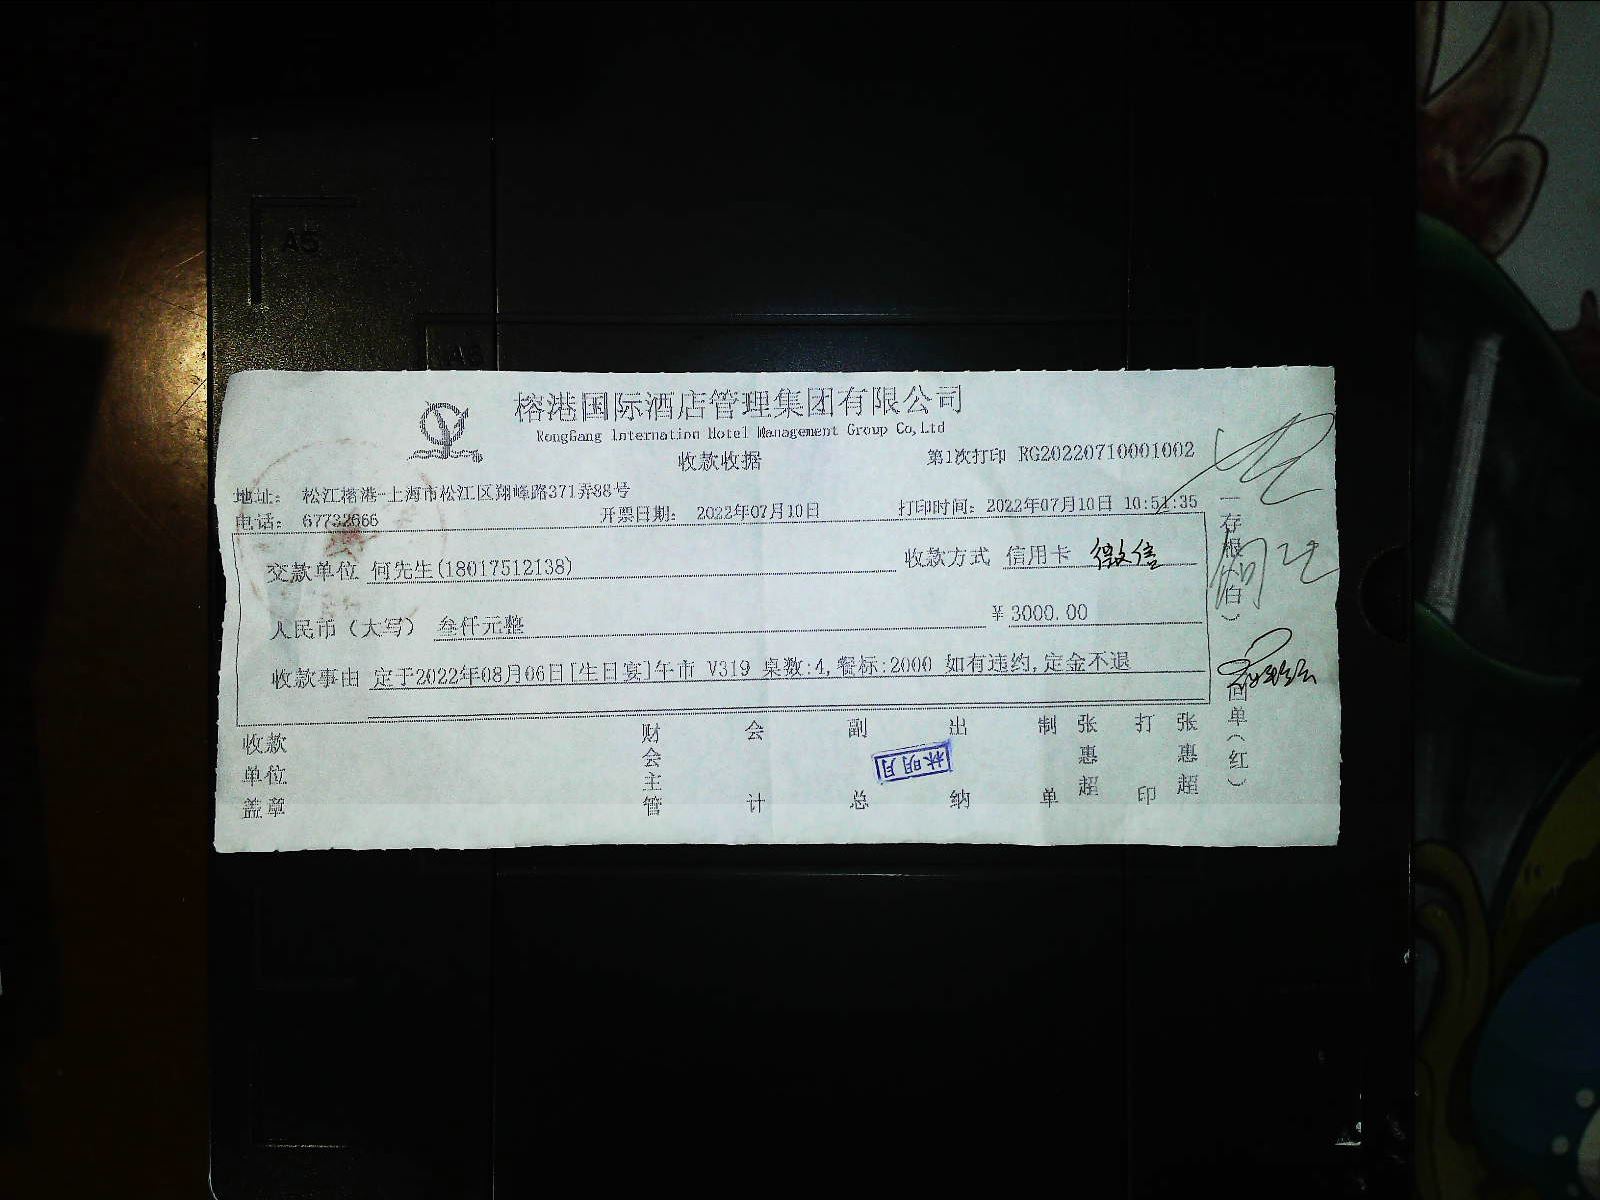 A5
榕港国际酒店管理集团有限公司
RongGang Internation Hotel Management Group Co,Ltd
收款收据
第1次打印 RG20220710001002
地址: 松江榕港-上海市松江区翔峰路371弄88号
电话: 67732666 开票日期: 2022年07月10日 打印时间: 2022年07月10日 10:51:35
交款单位 何先生(18017512138) 收款方式 信用卡 微信
人民币（大写） 叁仟元整 ¥3000.00
收款事由 定于2022年08月06日[生日宴]午市 V319 桌数:4,餐标:2000 如有违约,定金不退
收款单位盖章 财会主管 会计 副总 出纳 制单 张惠超 打印 张惠超
林明月
一存根(白)
单(红)